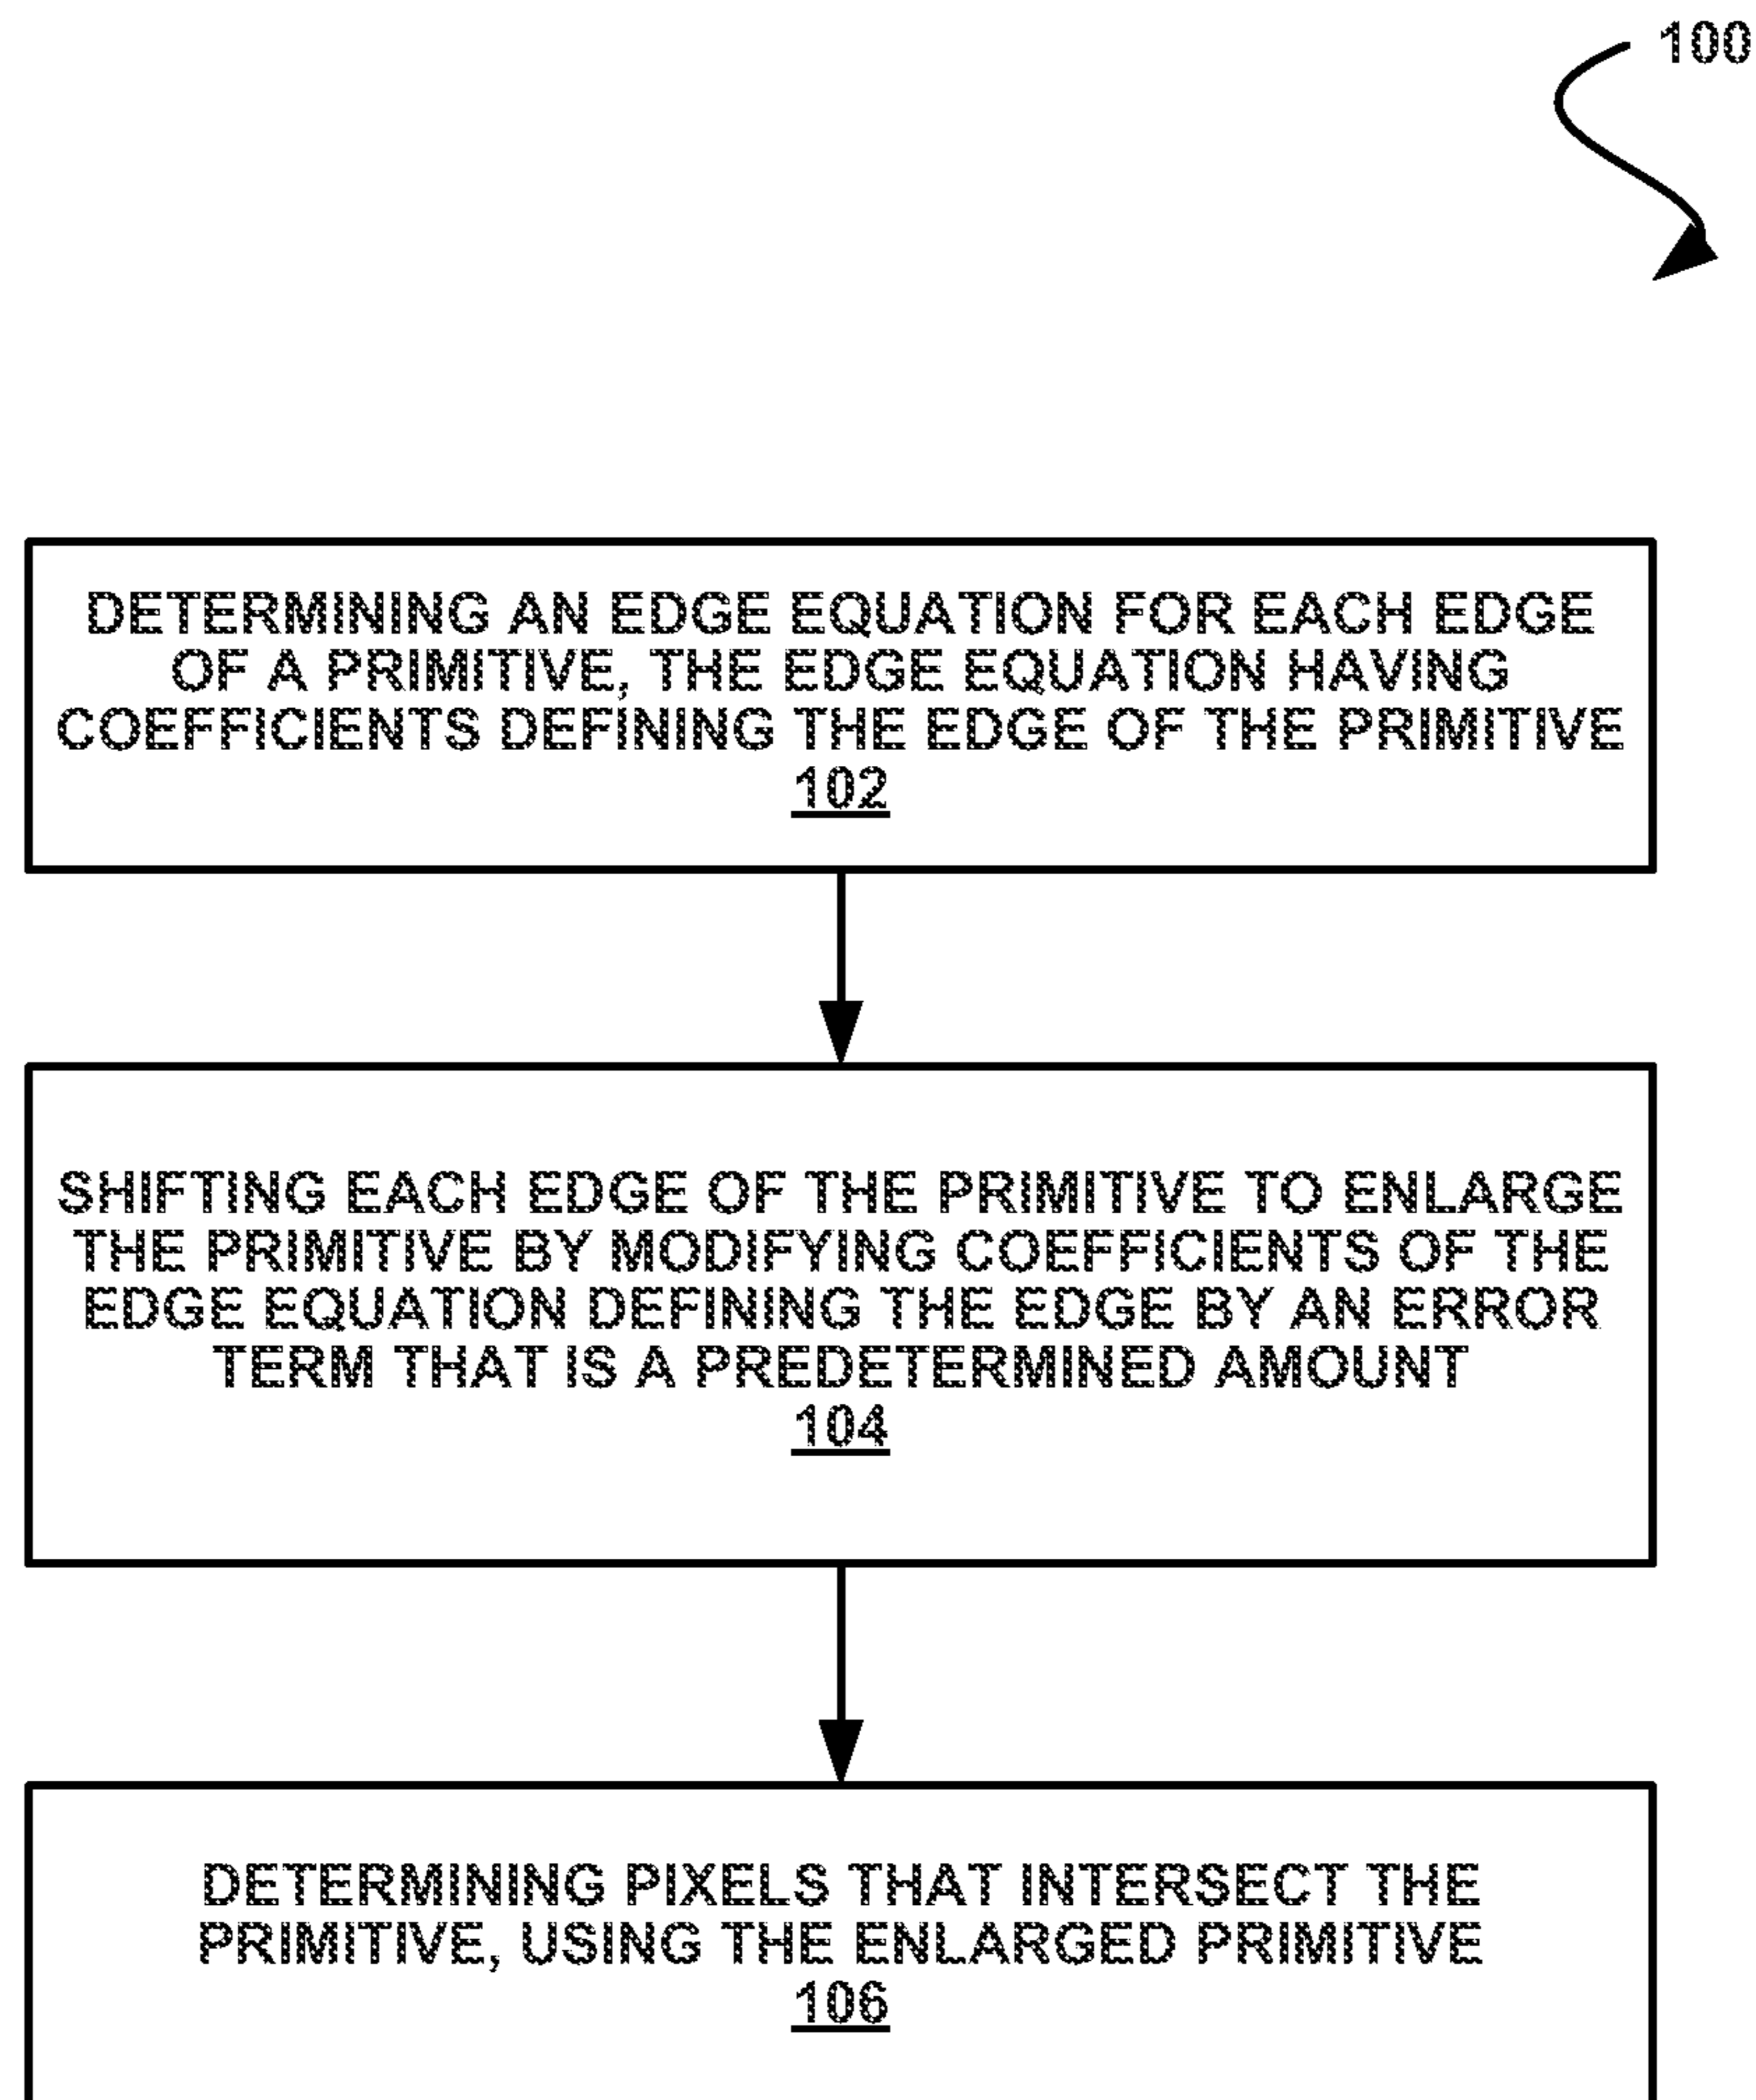 100
DETERMINING AN EDGE EQUATION FOR EACH EDGE
OF A PRIMITIVE, THE EDGE EQUATION HAVING
COEFFICIENTS DEFINING THE EDGE OF THE PRIMITIVE
102
SHIFTING EACH EDGE OF THE PRIMITIVE TO ENLARGE
THE PRIMITIVE BY MODIFYING COEFFICIENTS OF THE
EDGE EQUATION DEFINING THE EDGE BY AN ERROR
TERM THAT IS A PREDETERMINED AMOUNT
104
DETERMINING PIXELS THAT INTERSECT THE
PRIMITIVE, USING THE ENLARGED PRIMITIVE
106